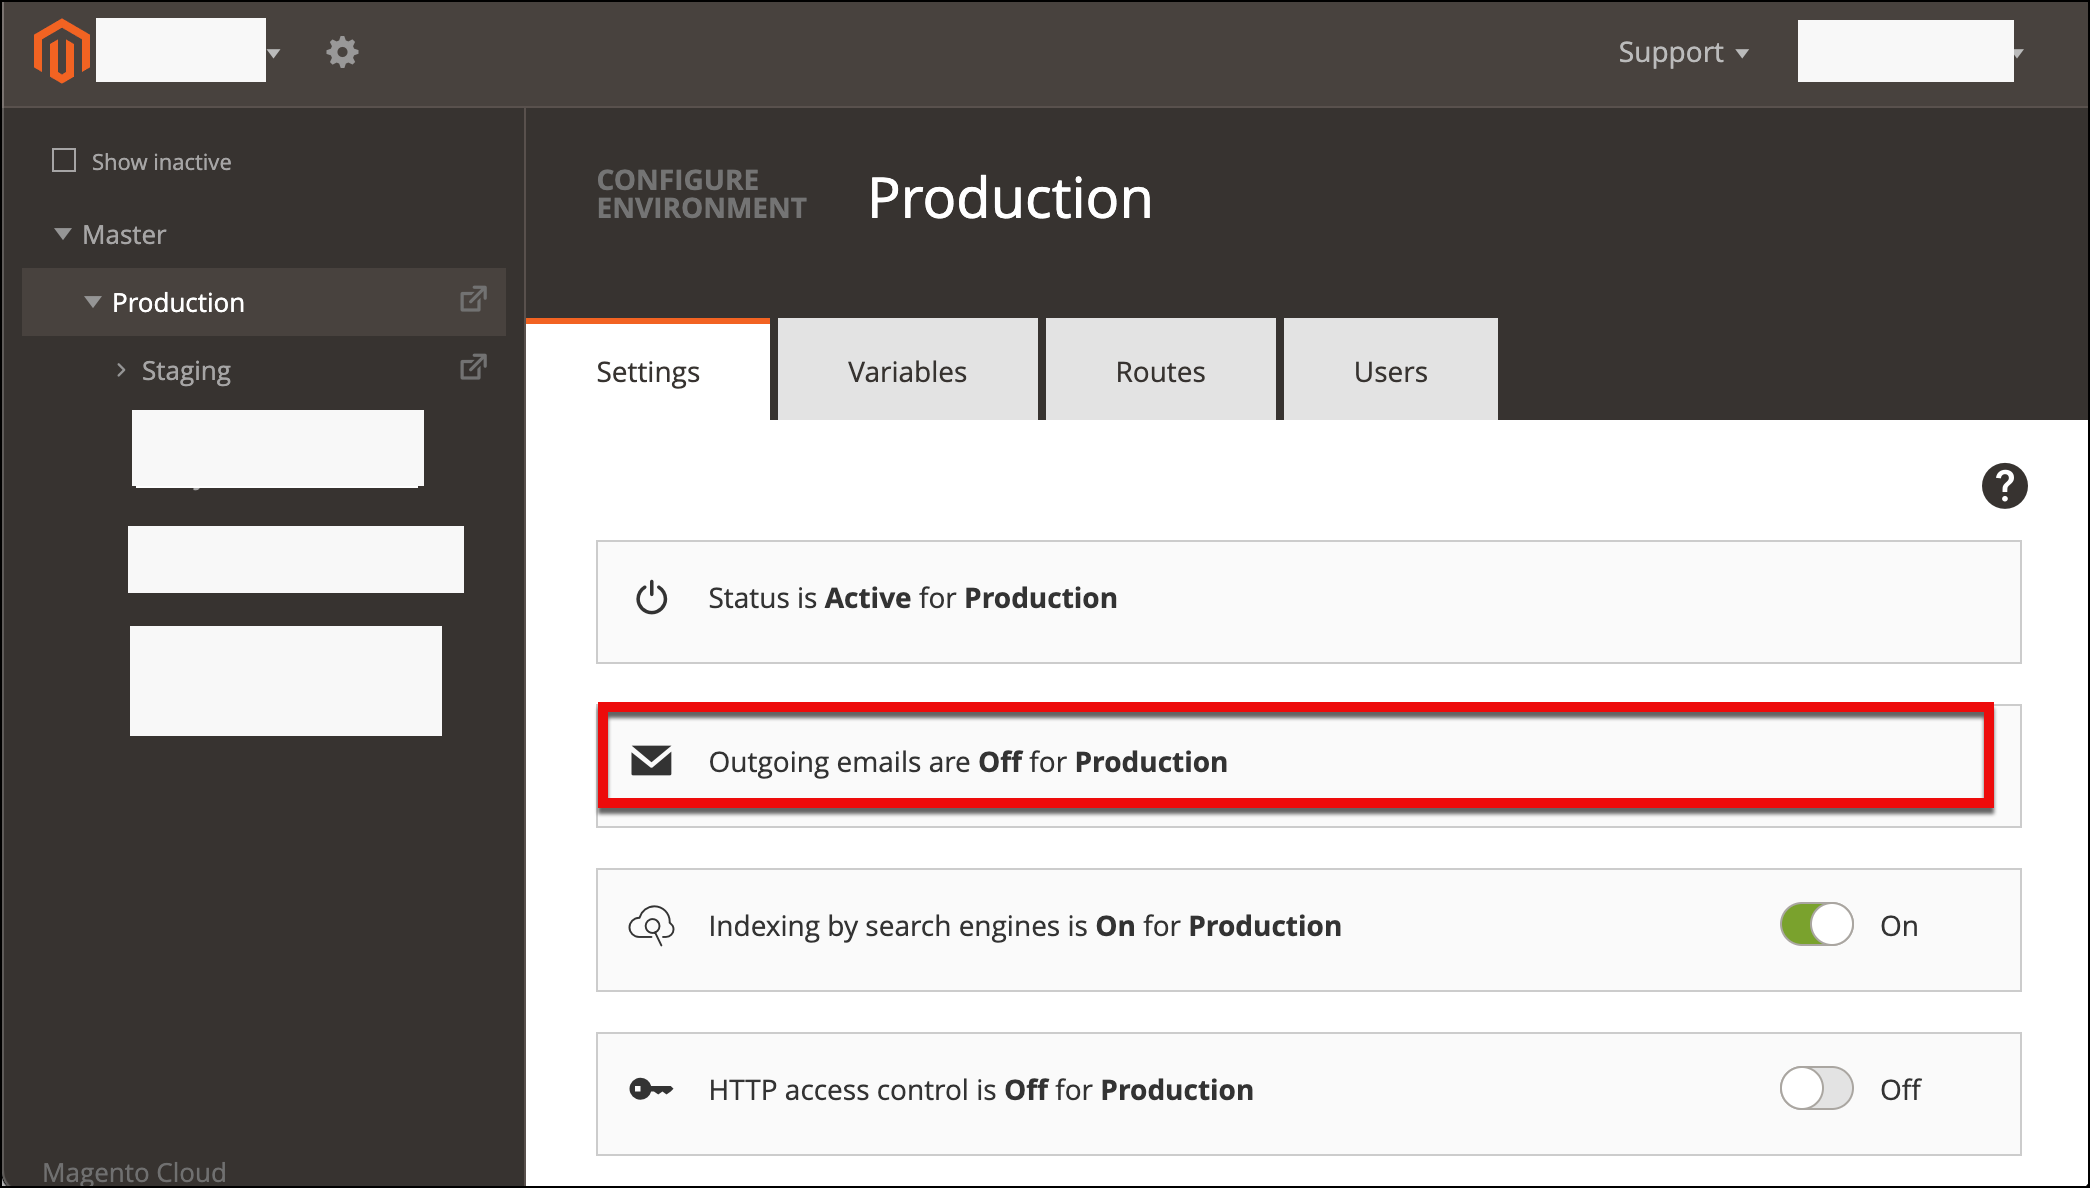 Support
Show inactive
Master
Production
Staging
Magento Cloud
CONFIGURE
ENVIRONMENT
Production
Settings
Variables
Routes
Users
?
Status is Active for Production
Outgoing emails are Off for Production
Indexing by search engines is On for Production
On
HTTP access control is Off for Production
Off